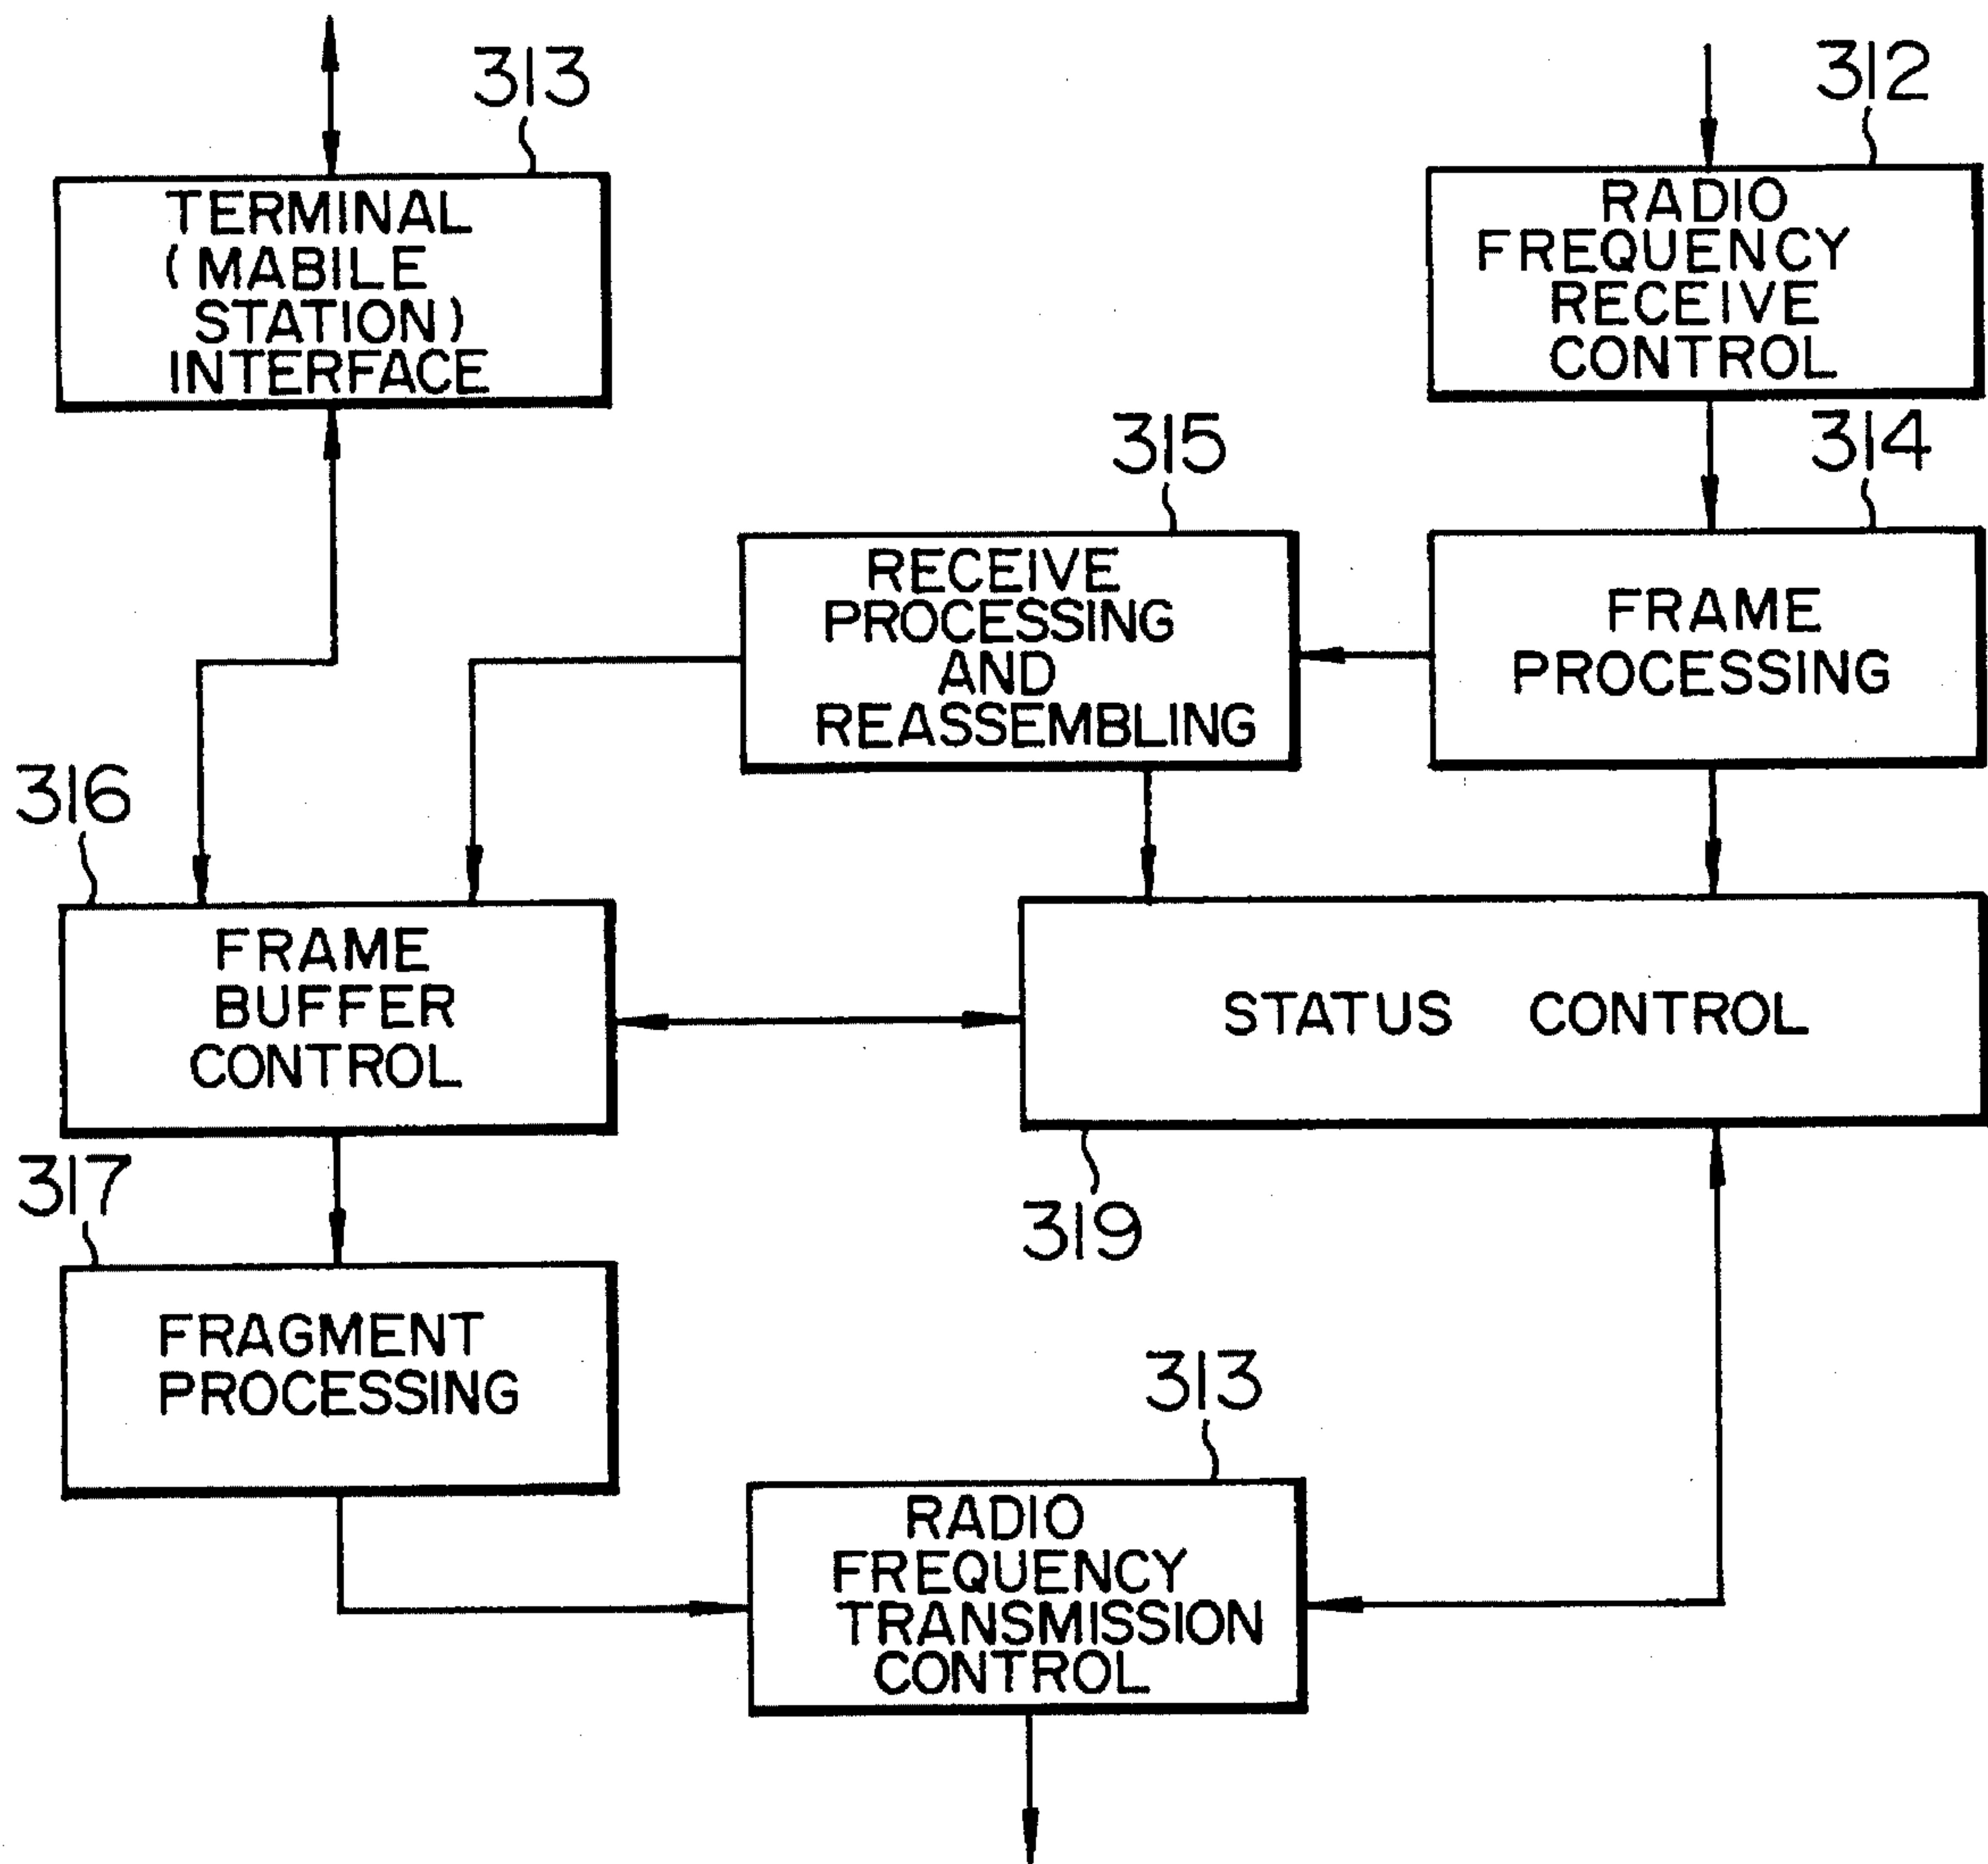 313
TERMINAL
(MABILE
STATION)
INTERFACE
312
RADIO
FREQUENCY
RECEIVE
CONTROL
315
RECEIVE
PROCESSING
AND
REASSEMBLING
314
FRAME
PROCESSING
316
FRAME
BUFFER
CONTROL
STATUS CONTROL
319
317
FRAGMENT
PROCESSING
313
RADIO
FREQUENCY
TRANSMISSION
CONTROL